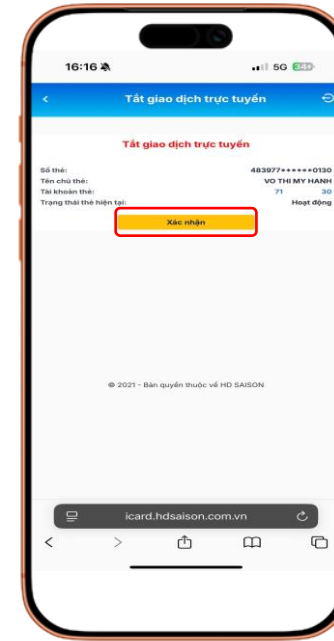 16:16 5G 34
Tắt giao dịch trực tuyến
Tắt giao dịch trực tuyến
Số thẻ: 483977******0130
Tên chủ thẻ: VO THI MY HANH
Tài khoản thẻ: 71 30
Trạng thái thẻ hiện tại: Hoạt động
Xác nhận
© 2021 - Bản quyền thuộc về HD SAISON
icard.hdsaison.com.vn